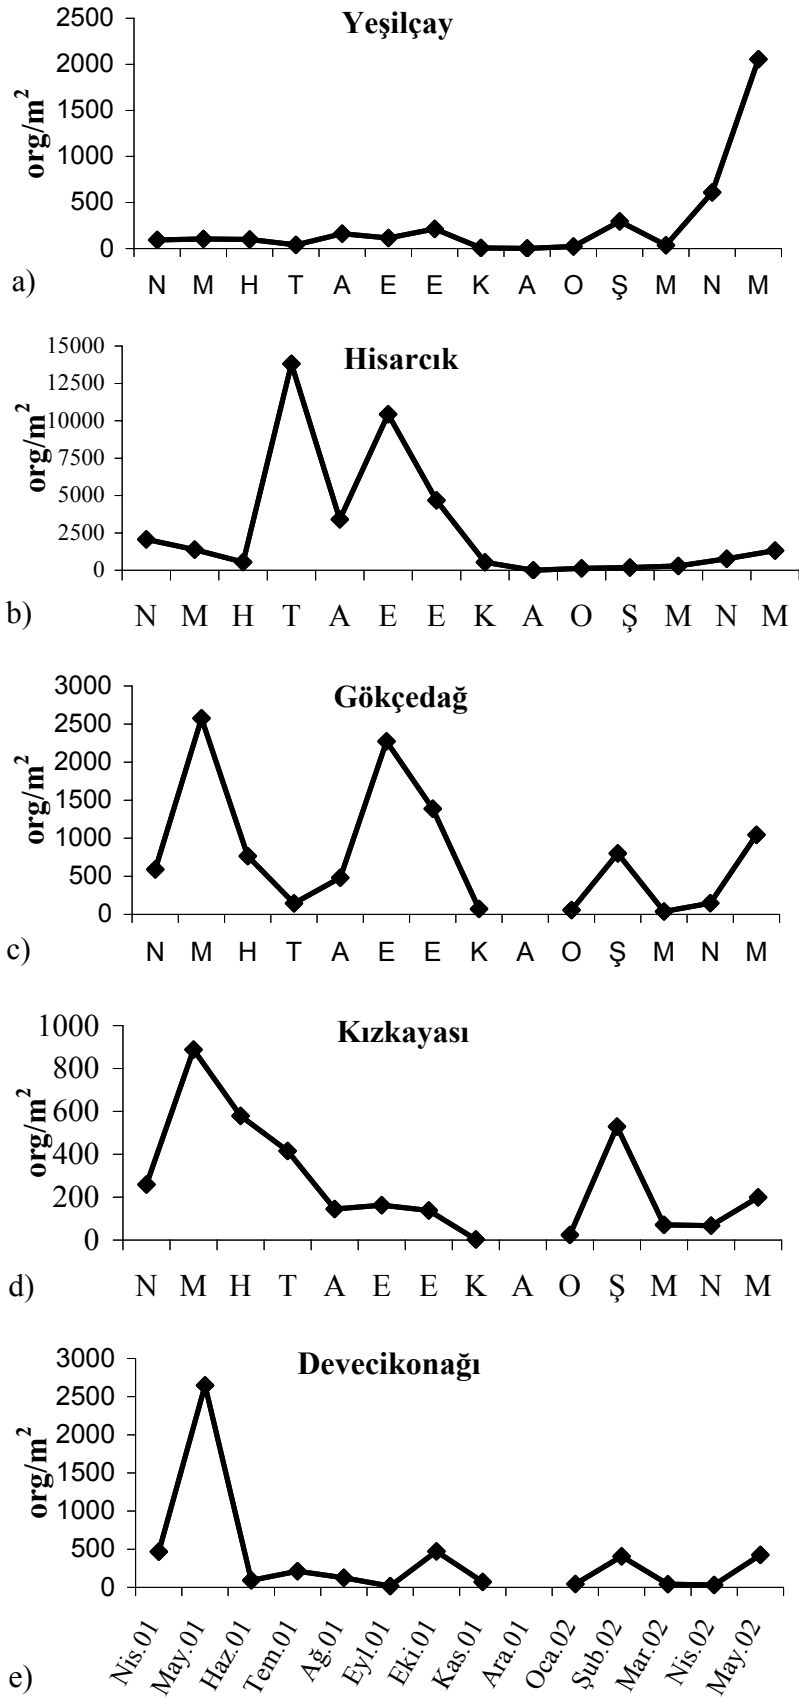 Yeşilçay
org/m²
2500
2000
1500
1000
500
0
N M H T A E E K A O Ş M N M
a)
Hisarcık
org/m²
15000
12500
10000
7500
5000
2500
0
N M H T A E E K A O Ş M N M
b)
Gökçedağ
org/m²
3000
2500
2000
1500
1000
500
0
N M H T A E E K A O Ş M N M
c)
Kızkayası
org/m²
1000
800
600
400
200
0
N M H T A E E K A O Ş M N M
d)
Devecikonağı
org/m²
3000
2500
2000
1500
1000
500
0
Nis.01 May.01 Haz.01 Tem.01 Ağ.01 Eyl.01 Eki.01 Kas.01 Ara.01 Oca.02 Şub.02 Mar.02 Nis.02 May.02
e)